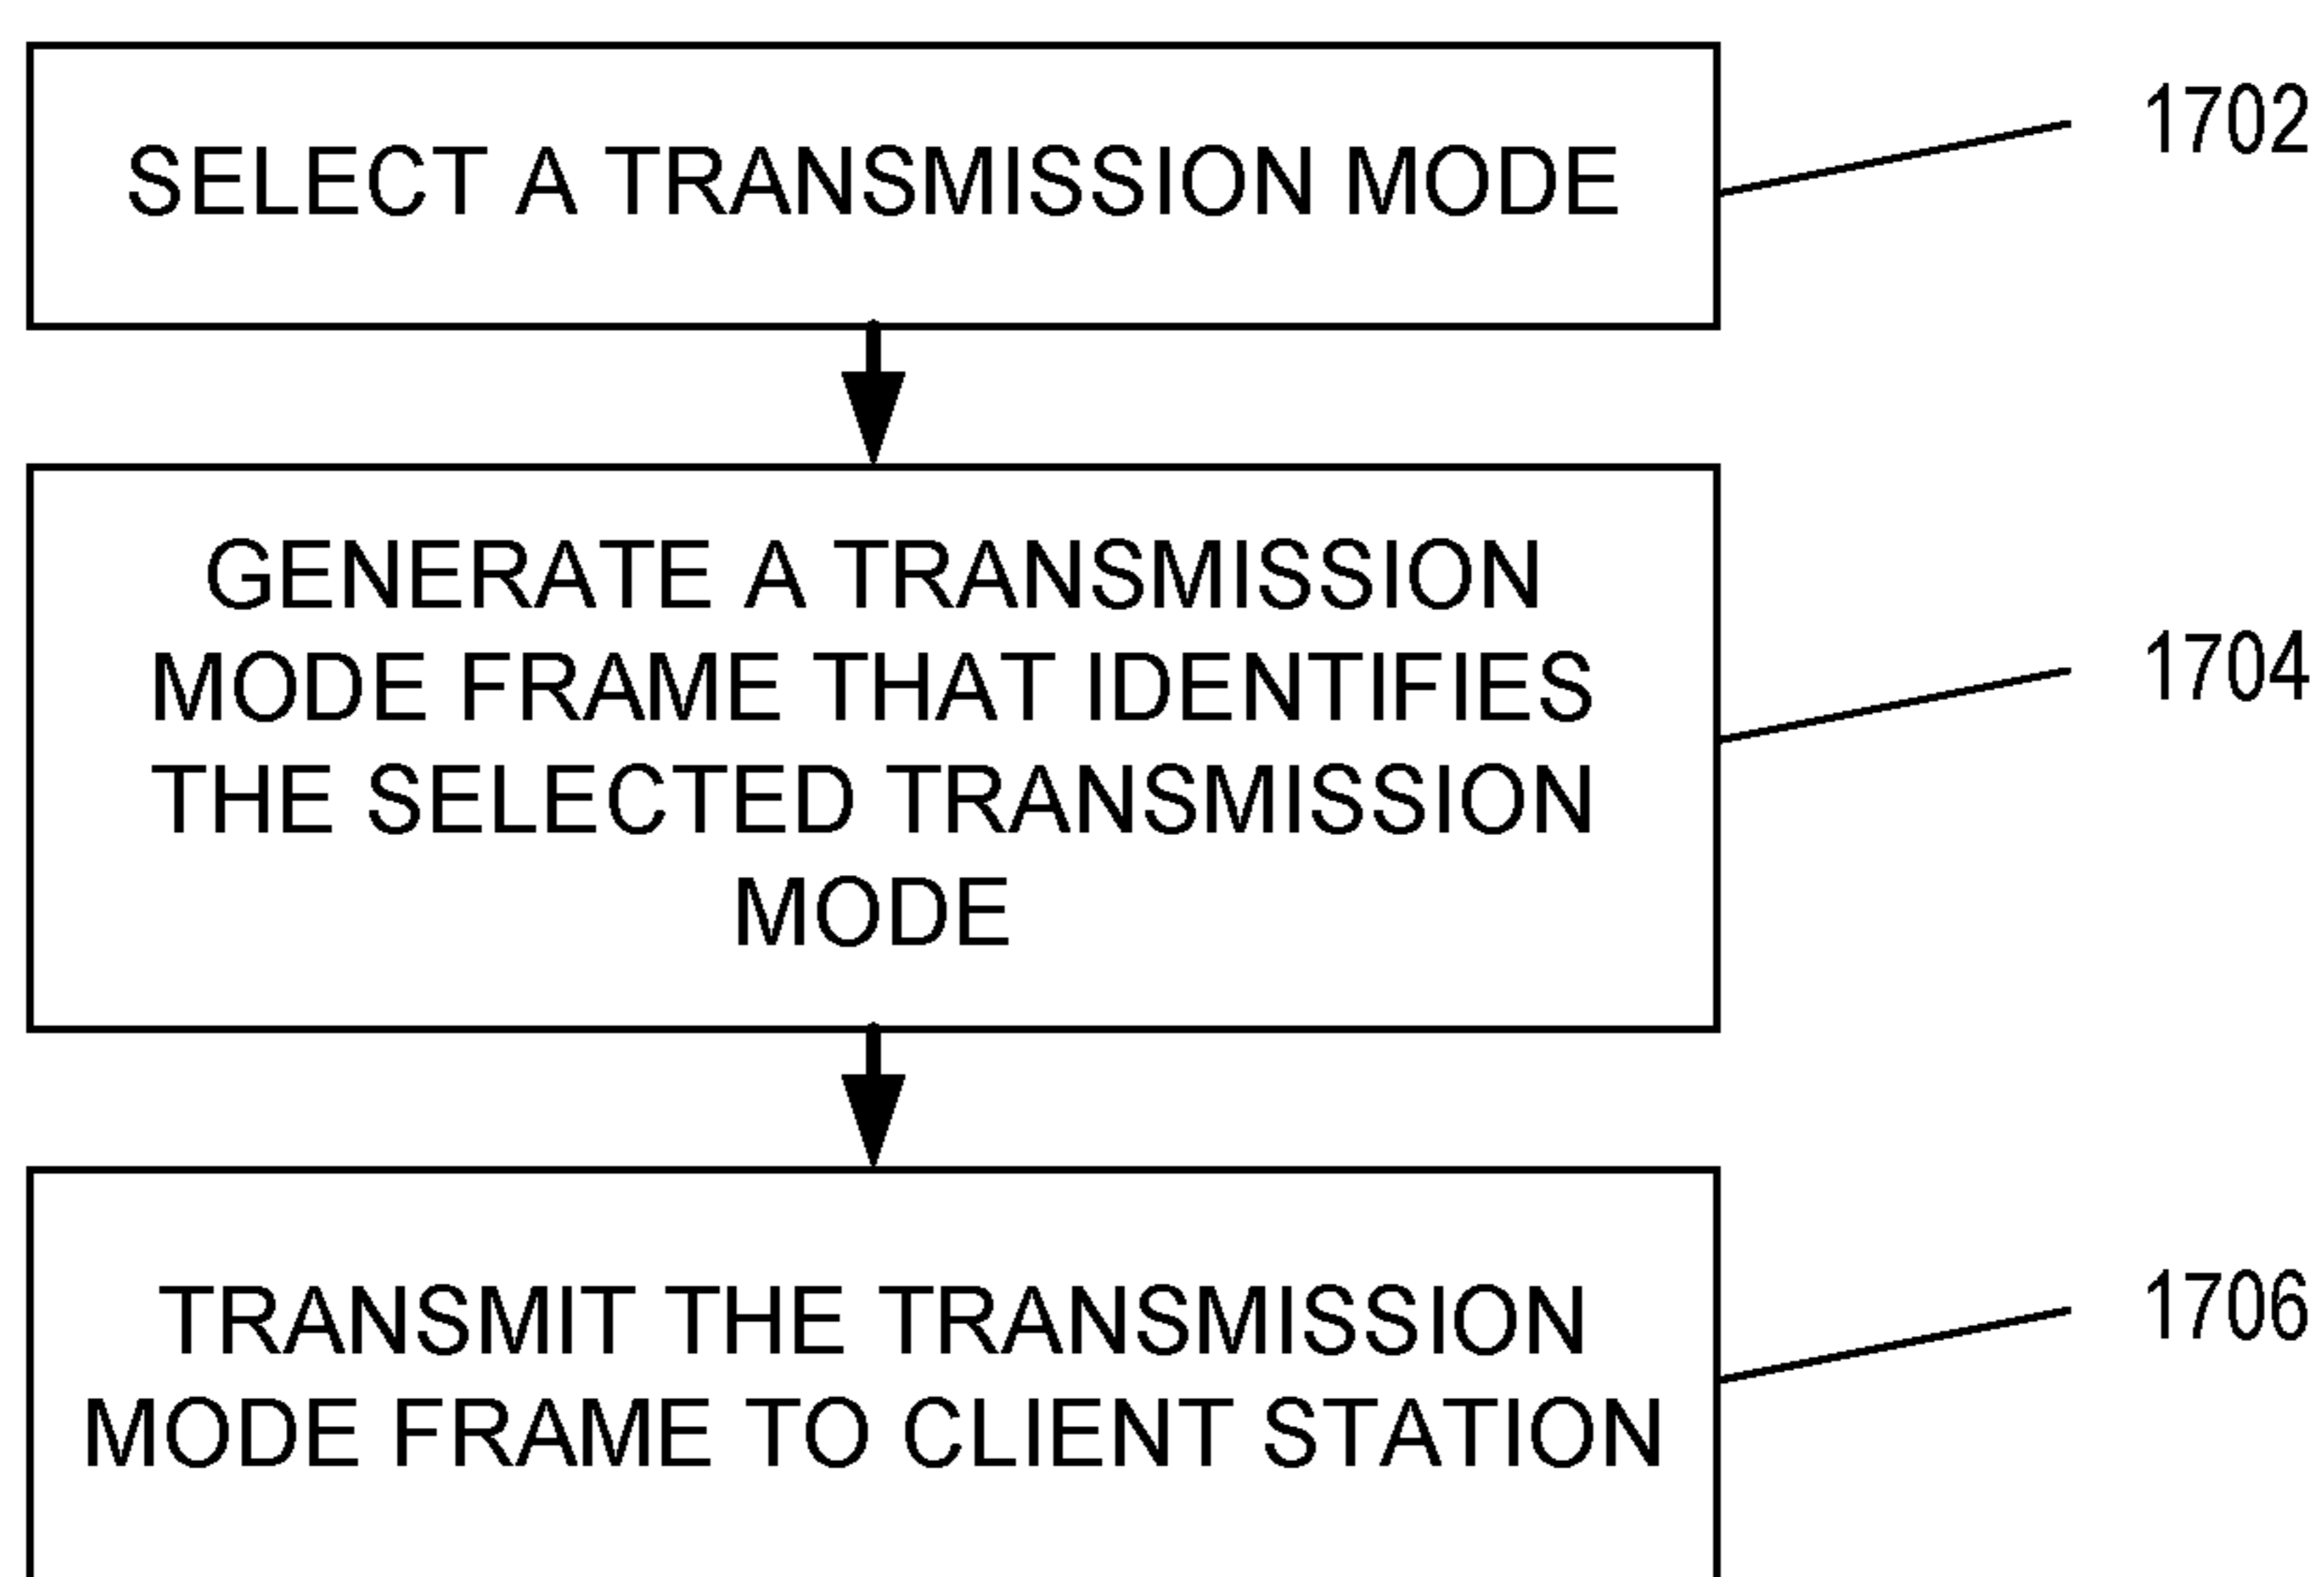 SELECT A TRANSMISSION MODE
1702
GENERATE A TRANSMISSION
MODE FRAME THAT IDENTIFIES
THE SELECTED TRANSMISSION
MODE
1704
TRANSMIT THE TRANSMISSION
MODE FRAME TO CLIENT STATION
1706